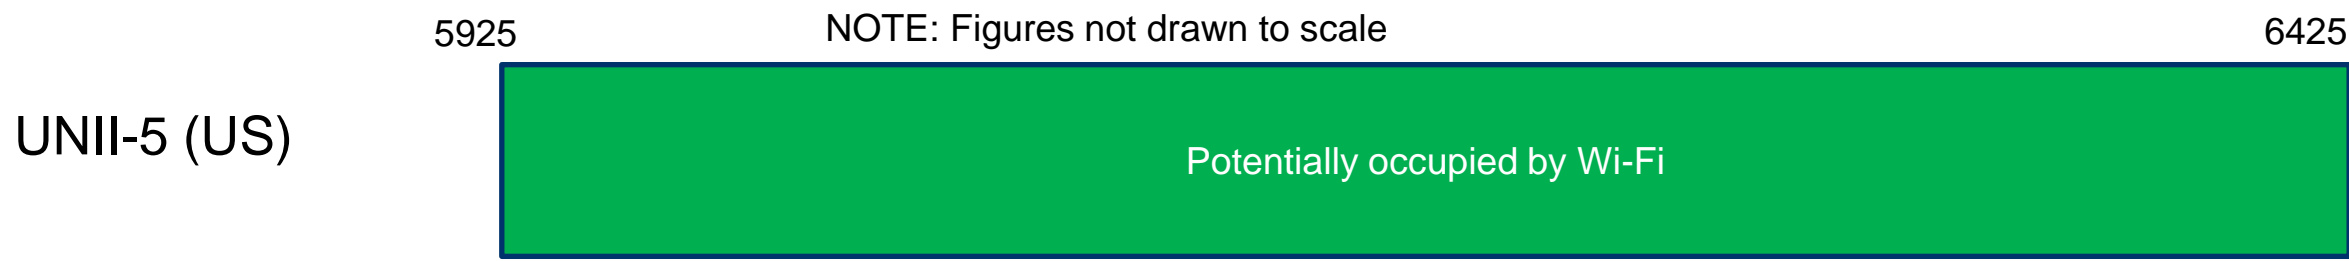 5925
NOTE: Figures not drawn to scale
6425
UNII-5 (US)
Potentially occupied by Wi-Fi